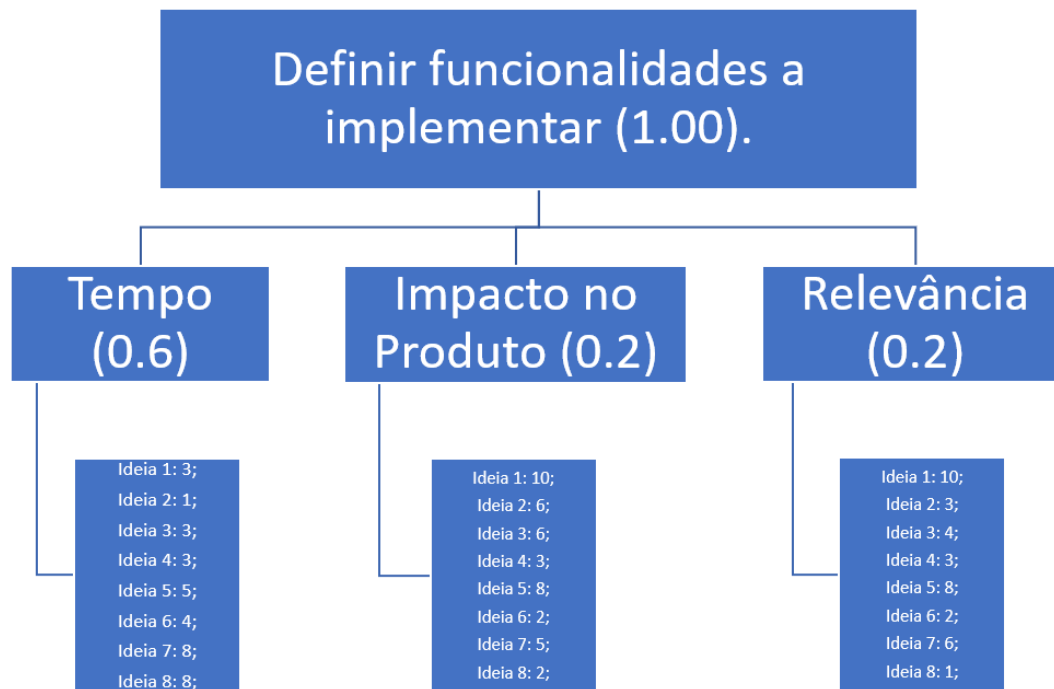 Definir funcionalidades a
implementar (1.00).
Tempo
(0.6)
Impacto no
Produto (0.2)
Relevância
(0.2)
Ideia 1: 3;
Ideia 2: 1;
Ideia 3: 3;
Ideia 4: 3;
Ideia 5: 5;
Ideia 6: 4;
Ideia 7: 8;
Ideia 8: 8;
Ideia 1: 10;
Ideia 2: 6;
Ideia 3: 6;
Ideia 4: 3;
Ideia 5: 8;
Ideia 6: 2;
Ideia 7: 5;
Ideia 8: 2;
Ideia 1: 10;
Ideia 2: 3;
Ideia 3: 4;
Ideia 4: 3;
Ideia 5: 8;
Ideia 6: 2;
Ideia 7: 6;
Ideia 8: 1;